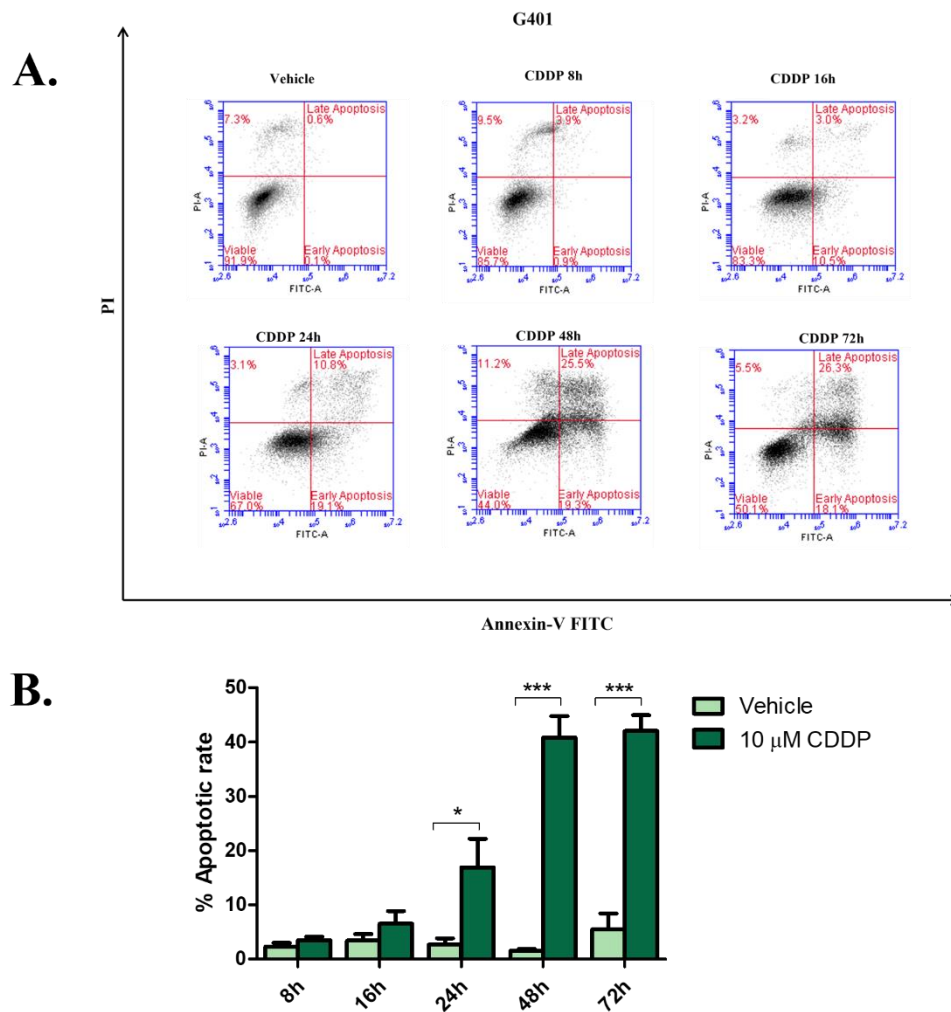 G401
A.
PI
Vehicle
7.3%
Late Apoptosis
0.6%
Viable
91.9%
Early Apoptosis
0.1%
PI-A
FITC-A
CDDP 8h
9.5%
Late Apoptosis
3.9%
Viable
85.7%
Early Apoptosis
0.9%
PI-A
FITC-A
CDDP 16h
3.2%
Late Apoptosis
3.0%
Viable
83.3%
Early Apoptosis
10.5%
PI-A
FITC-A
CDDP 24h
3.1%
Late Apoptosis
10.8%
Viable
67.0%
Early Apoptosis
19.1%
PI-A
FITC-A
CDDP 48h
11.2%
Late Apoptosis
25.5%
Viable
44.0%
Early Apoptosis
19.3%
PI-A
FITC-A
CDDP 72h
5.5%
Late Apoptosis
26.3%
Viable
50.1%
Early Apoptosis
18.1%
PI-A
FITC-A
Annexin-V FITC
B.
% Apoptotic rate
50
40
30
20
10
0
*
***
***
8h
16h
24h
48h
72h
Vehicle
10 µM CDDP